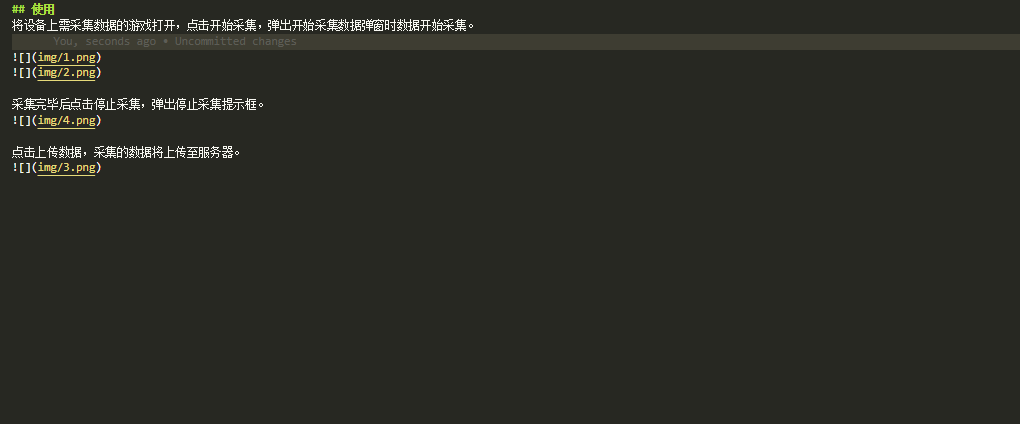 ## 使用
将设备上需采集数据的游戏打开，点击开始采集，弹出开始采集数据弹窗时数据开始采集。
You, seconds ago • Uncommitted changes
![](img/1.png)
![](img/2.png)
采集完毕后点击停止采集，弹出停止采集提示框。
![](img/4.png)
点击上传数据，采集的数据将上传至服务器。
![](img/3.png)